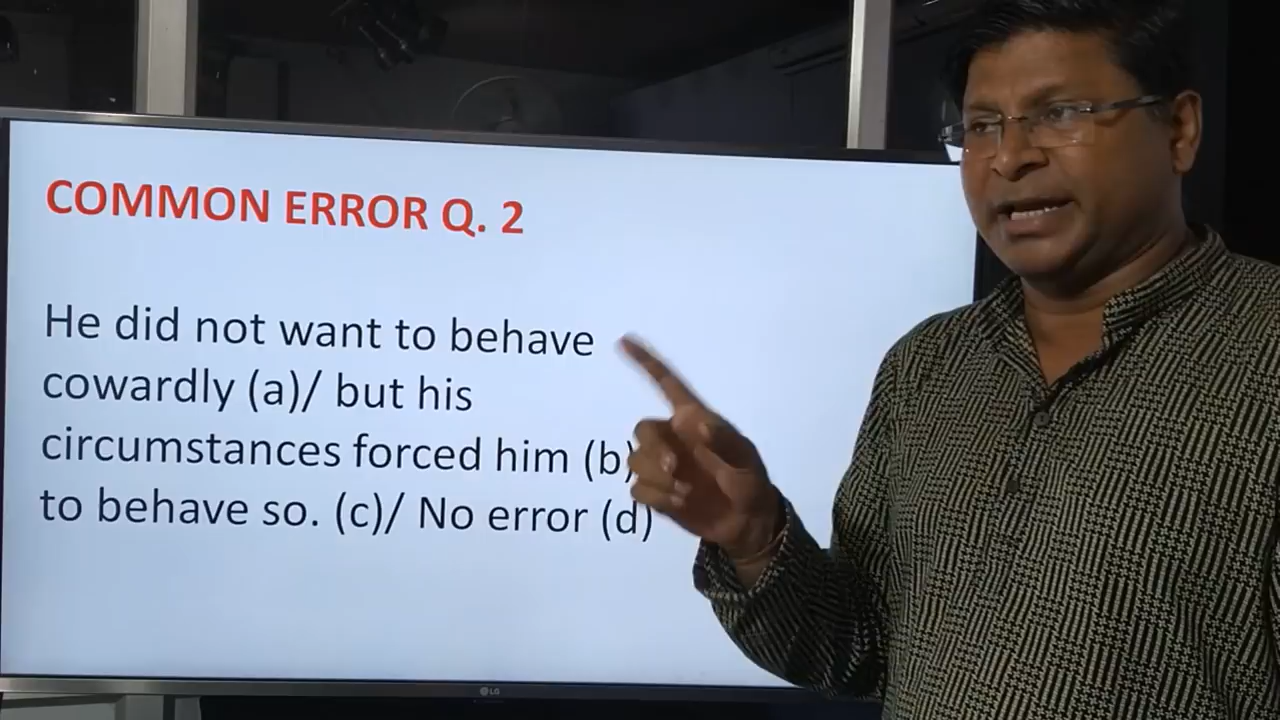 COMMON ERROR Q. 2
He did not want to behave
cowardly (a)/ but his
circumstances forced him (b)
to behave so. (c)/ No error (d)
LG